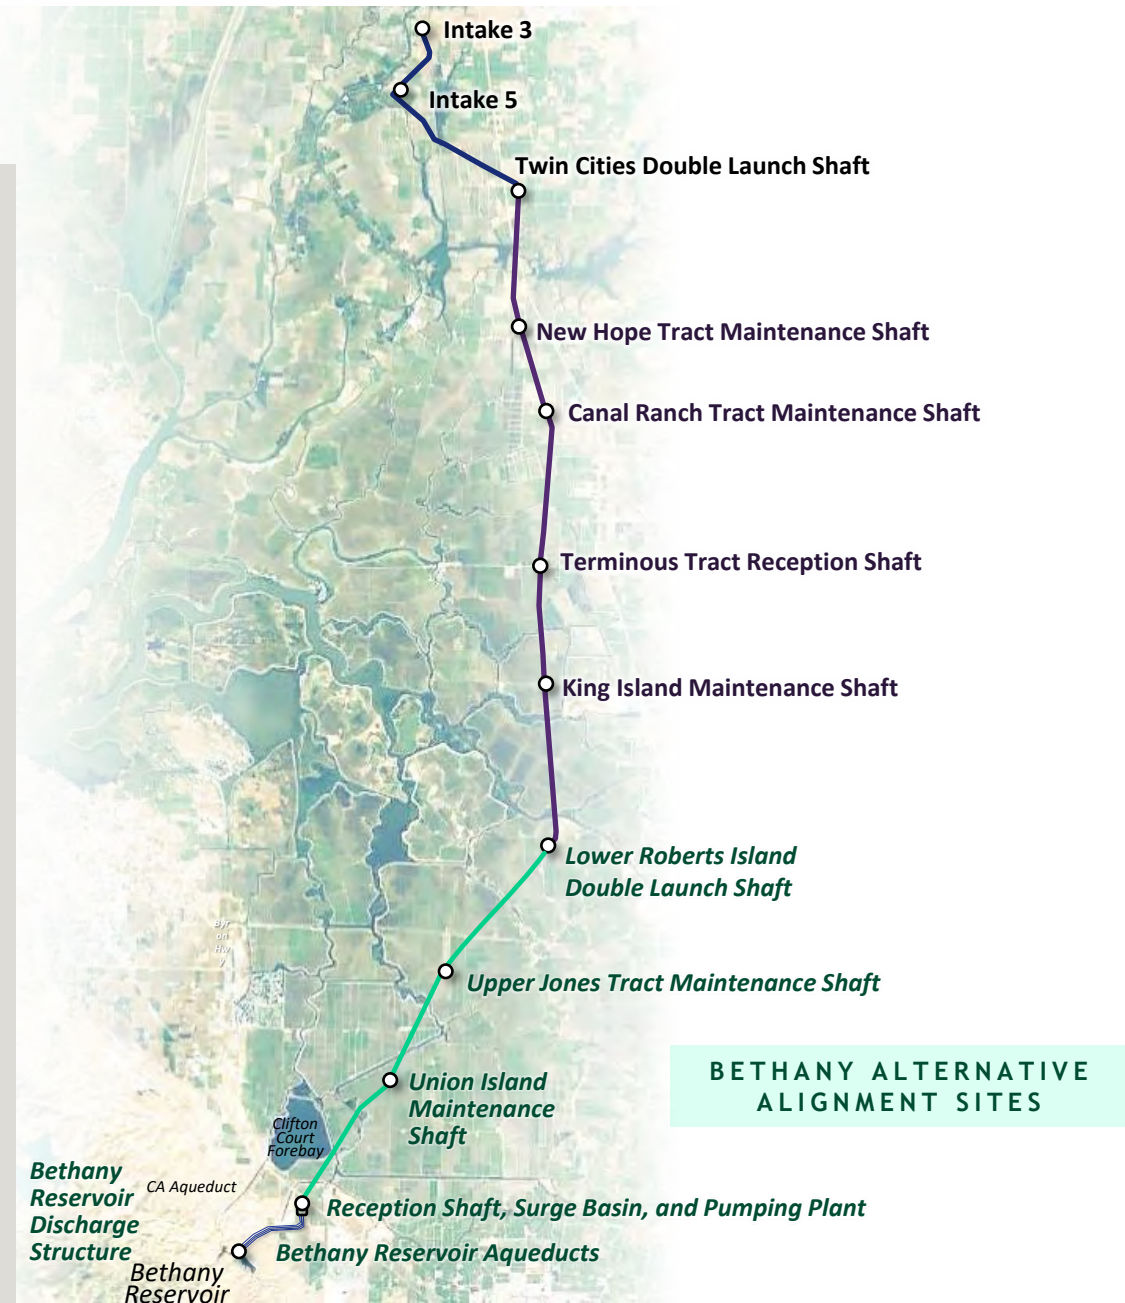 Intake 3
Intake 5
Twin Cities Double Launch Shaft
New Hope Tract Maintenance Shaft
Canal Ranch Tract Maintenance Shaft
Terminous Tract Reception Shaft
King Island Maintenance Shaft
Lower Roberts Island
Double Launch Shaft
Byr
on
Hw
y
Upper Jones Tract Maintenance Shaft
BETHANY ALTERNATIVE
ALIGNMENT SITES
Union Island
Maintenance
Shaft
Clifton
Court
Forebay
Bethany
Reservoir
Discharge
Structure
CA Aqueduct
Reception Shaft, Surge Basin, and Pumping Plant
Bethany Reservoir Aqueducts
Bethany
Reservoir